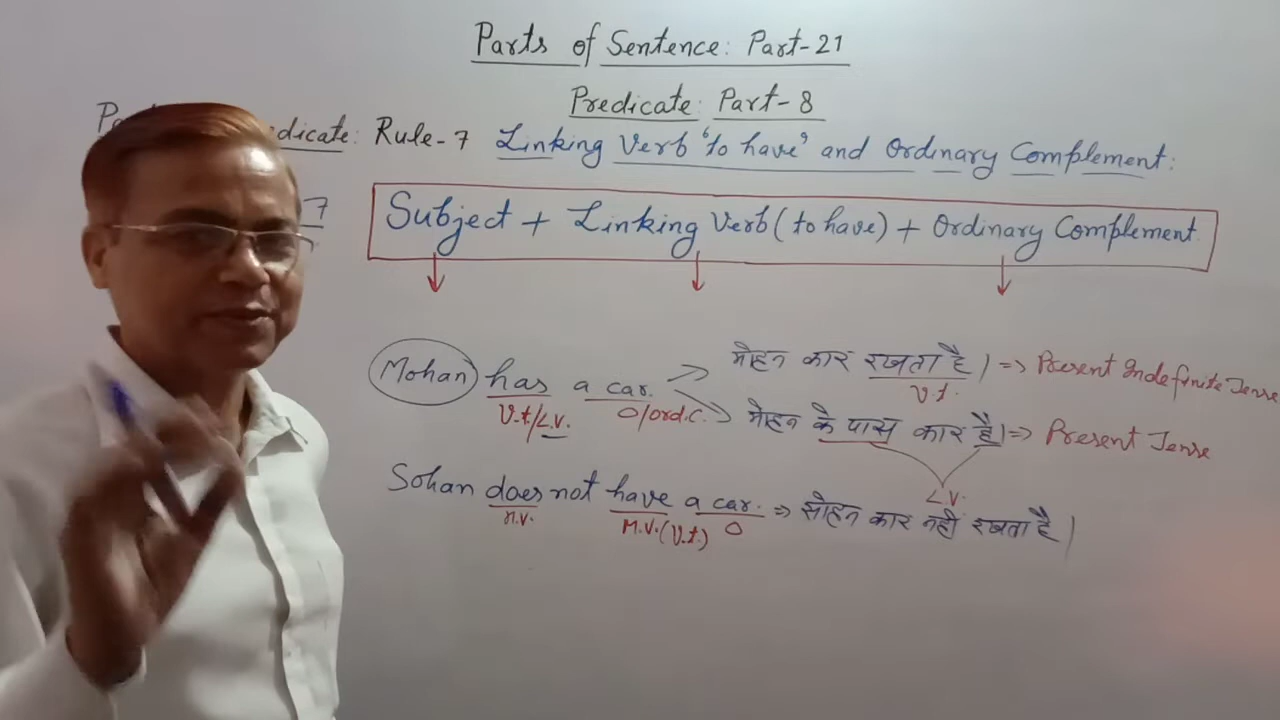 Parts of Sentence: Part-21
Predicate: Part-8
dicate: Rule-7 Linking Verb 'to have' and Ordinary Complement:
7 Subject + Linking Verb (to have) + Ordinary Complement
Mohan has a car. मोहन कार रखता है। => Present Indefinite Tense
V.t/L.V. O/Ord.C. V.t.
मोहन के पास कार है। => Present Tense
L.V.
Sohan does not have a car. => सोहन कार नहीं रखता है।
M.V.(V.t.) O